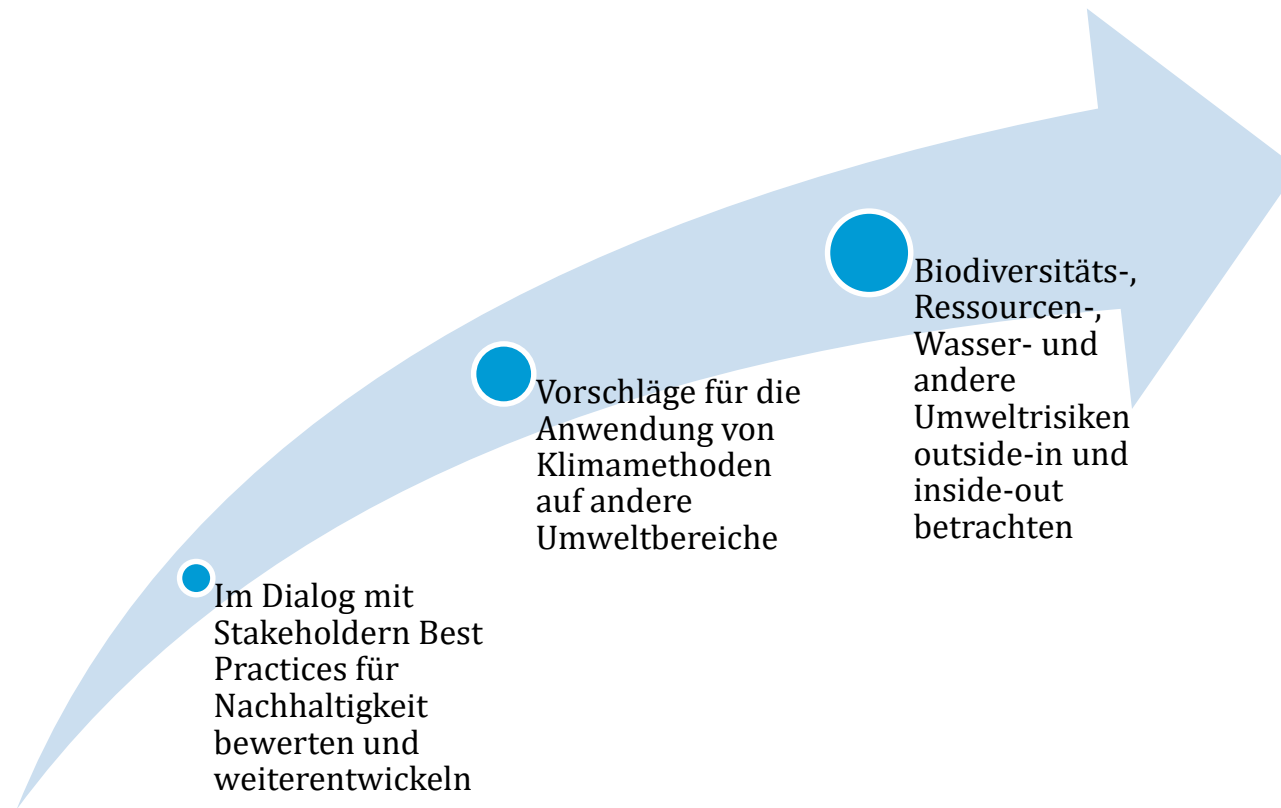 Im Dialog mit
Stakeholdern Best
Practices für
Nachhaltigkeit
bewerten und
weiterentwickeln
Vorschläge für die
Anwendung von
Klimamethoden
auf andere
Umweltbereiche
Biodiversitäts-,
Ressourcen-,
Wasser- und
andere
Umweltrisiken
outside-in und
inside-out
betrachten